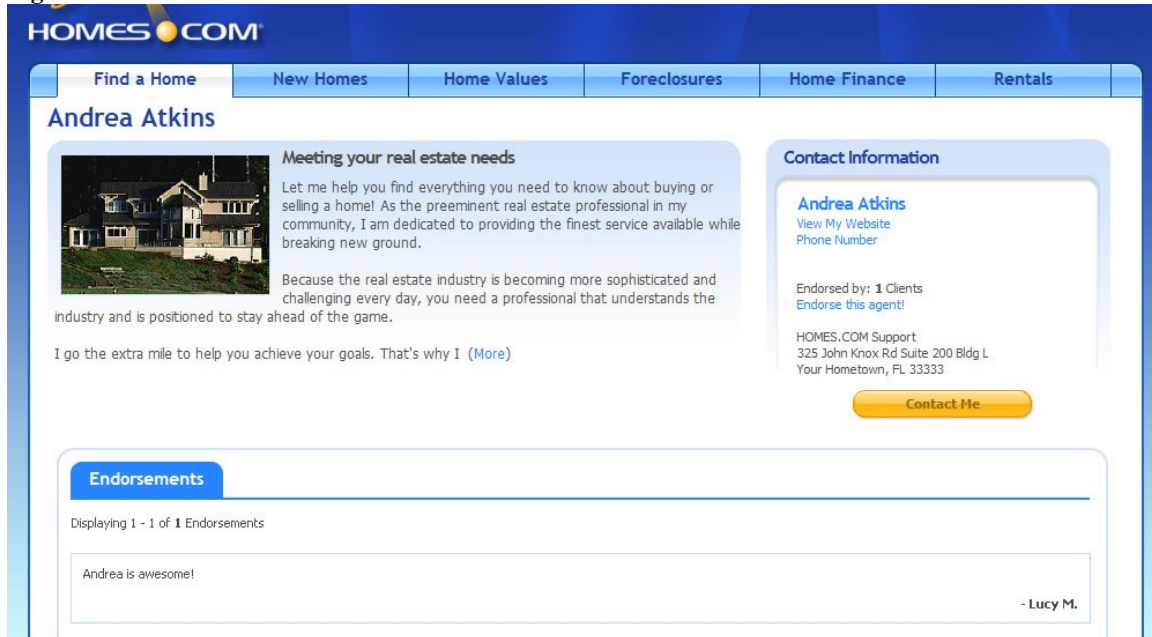 HOMES COM
Find a Home New Homes Home Values Foreclosures Home Finance Rentals
Andrea Atkins
Meeting your real estate needs
Let me help you find everything you need to know about buying or
selling a home! As the preeminent real estate professional in my
community, I am dedicated to providing the finest service available while
breaking new ground.
Because the real estate industry is becoming more sophisticated and
challenging every day, you need a professional that understands the
industry and is positioned to stay ahead of the game.
I go the extra mile to help you achieve your goals. That's why I (More)
Contact Information
Andrea Atkins
View My Website
Phone Number
Endorsed by: 1 Clients
Endorse this agent!
HOMES.COM Support
325 John Knox Rd Suite 200 Bldg L
Your Hometown, FL 33333
Contact Me
Endorsements
Displaying 1 - 1 of 1 Endorsements
Andrea is awesome!
- Lucy M.